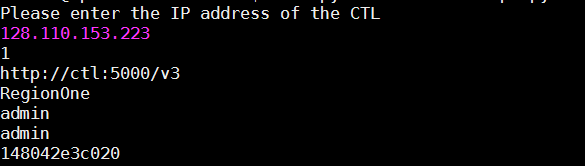 Please enter the IP address of the CTL
128.110.153.223
1
http://ctl:5000/v3
RegionOne
admin
admin
148042e3c020